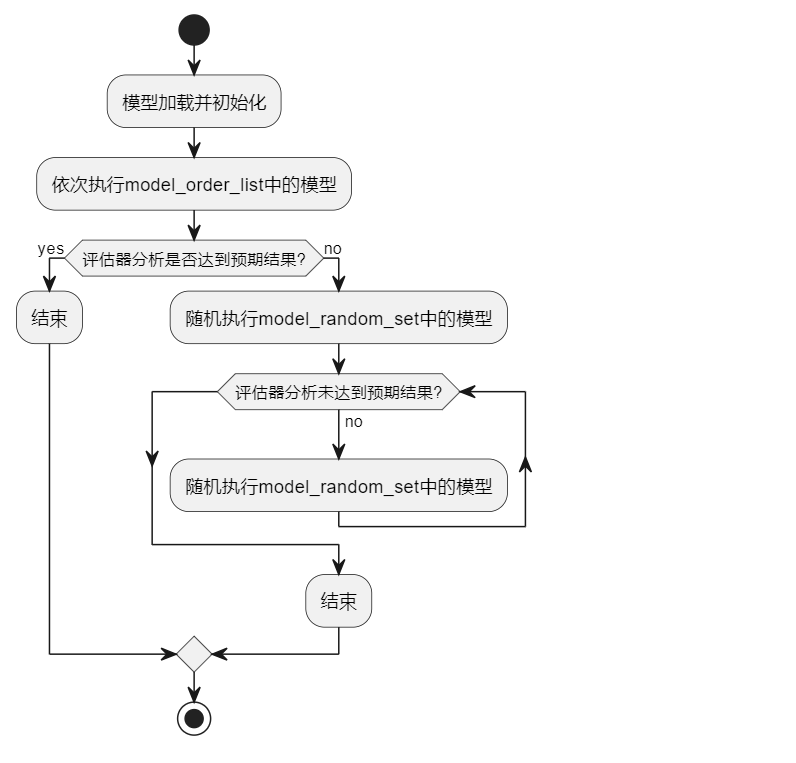 模型加载并初始化
依次执行model_order_list中的模型
yes
评估器分析是否达到预期结果?
no
结束
随机执行model_random_set中的模型
评估器分析未达到预期结果?
no
随机执行model_random_set中的模型
结束